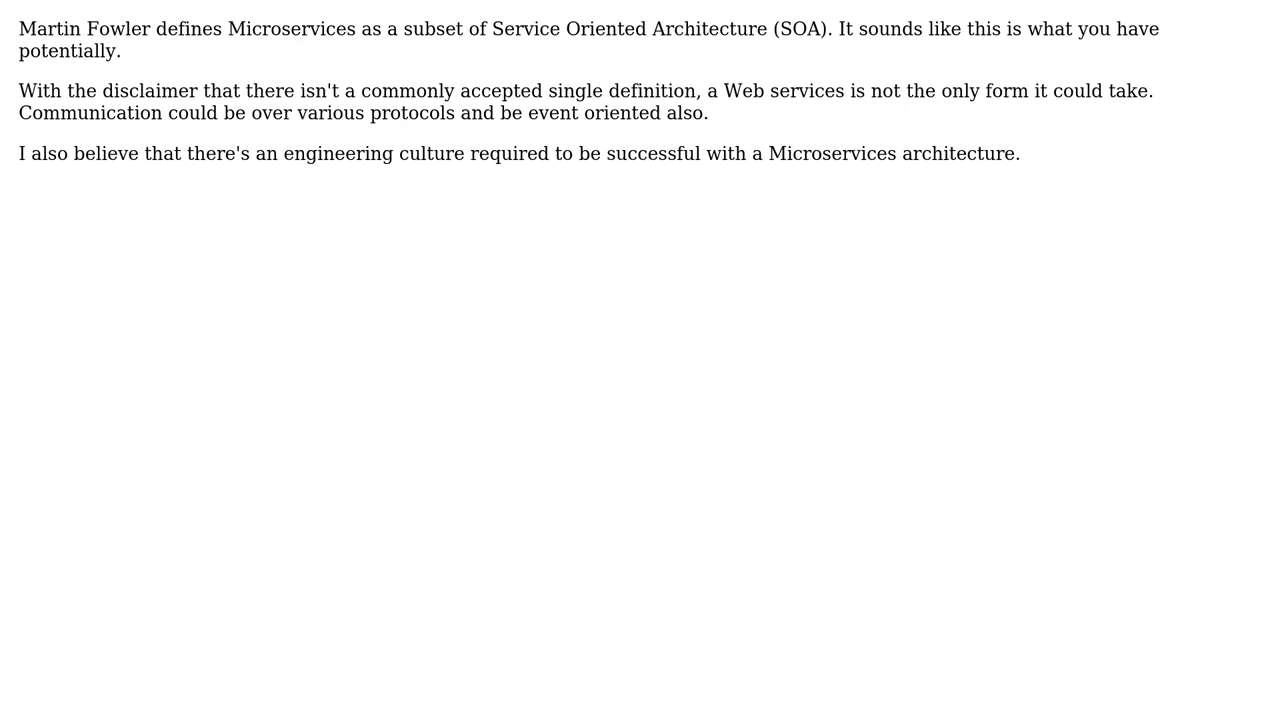 Martin Fowler defines Microservices as a subset of Service Oriented Architecture (SOA). It sounds like this is what you have
potentially.
With the disclaimer that there isn't a commonly accepted single definition, a Web services is not the only form it could take.
Communication could be over various protocols and be event oriented also.
I also believe that there's an engineering culture required to be successful with a Microservices architecture.